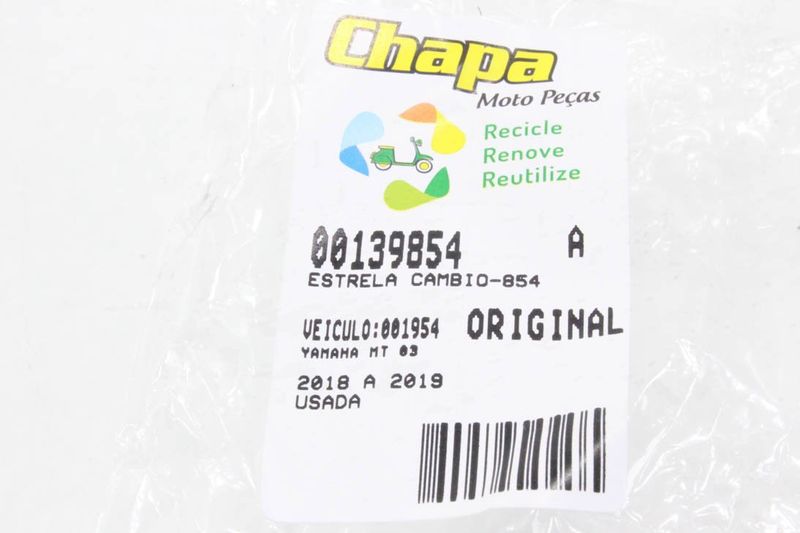 Chapa
Moto Peças
Recicle
Renove
Reutilize
00139854 A
ESTRELA CAMBIO-854
VEICULO:001954 ORIGINAL
YAMAHA MT 03
2018 A 2019
USADA